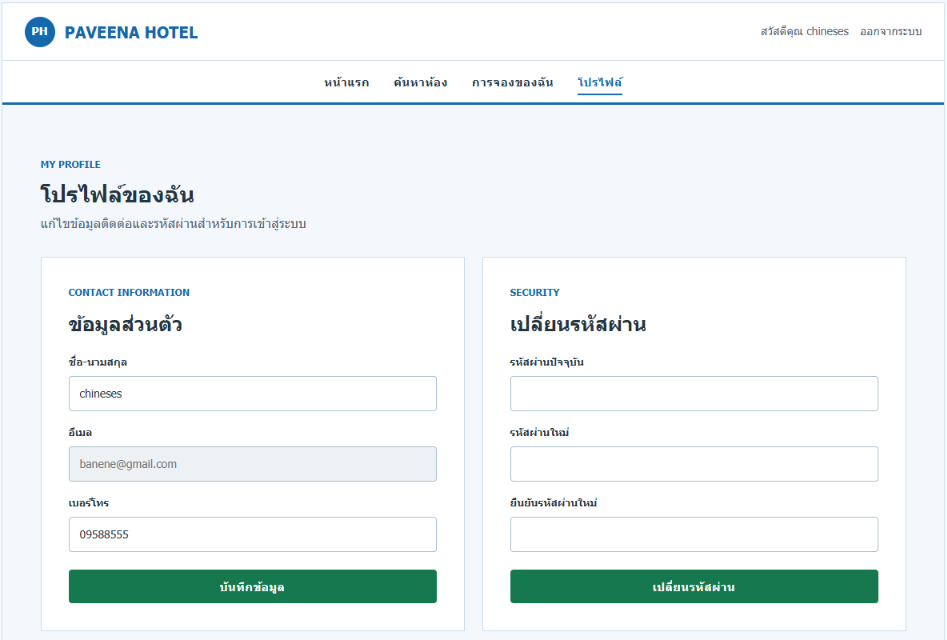 PH PAVEENA HOTEL
สวัสดีคุณ chineses ออกจากระบบ
หน้าแรก ค้นหาห้อง การจองของฉัน โปรไฟล์
MY PROFILE
โปรไฟล์ของฉัน
แก้ไขข้อมูลติดต่อและรหัสผ่านสำหรับการเข้าสู่ระบบ
CONTACT INFORMATION
ข้อมูลส่วนตัว
ชื่อ-นามสกุล
chineses
อีเมล
banene@gmail.com
เบอร์โทร
09588555
บันทึกข้อมูล
SECURITY
เปลี่ยนรหัสผ่าน
รหัสผ่านปัจจุบัน
รหัสผ่านใหม่
ยืนยันรหัสผ่านใหม่
เปลี่ยนรหัสผ่าน